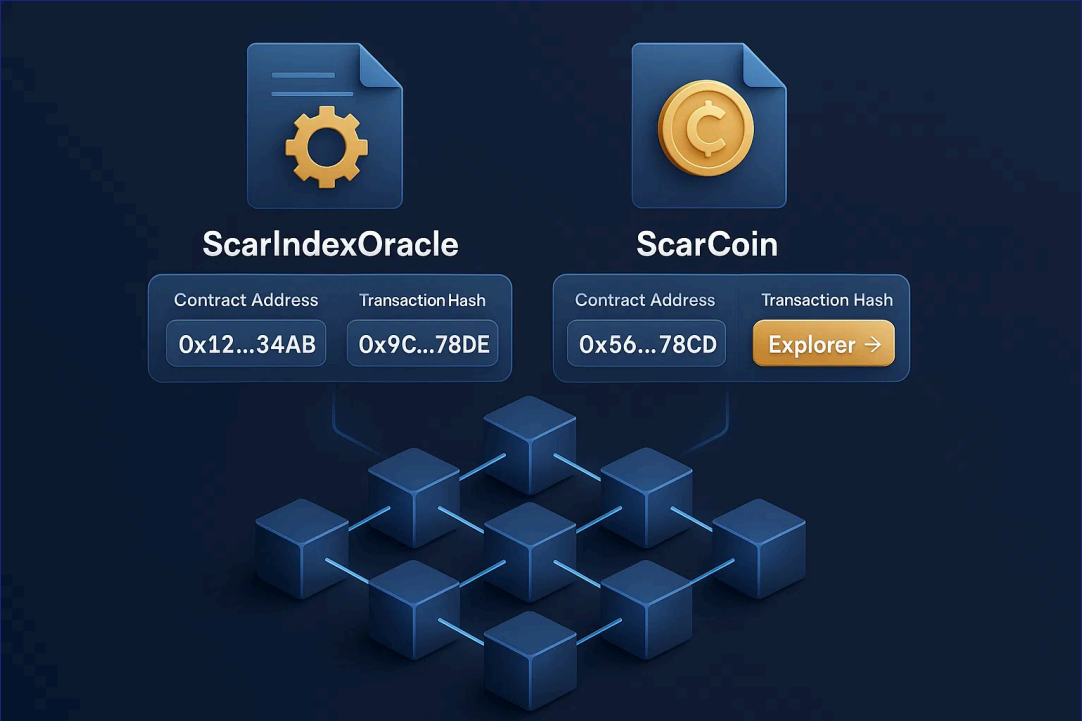 ScarIndexOracle
Contract Address
Transaction Hash
0x12...34AB
0x9C...78DE
ScarCoin
Contract Address
Transaction Hash
0x56...78CD
Explorer →